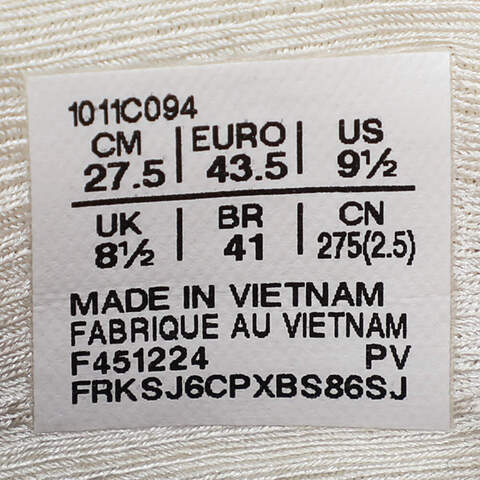 1011C094
CM | EURO | US
27.5 | 43.5 | 9½
UK | BR | CN
8½ | 41 | 275(2.5)
MADE IN VIETNAM
FABRIQUE AU VIETNAM
F451224 PV
FRKSJ6CPXBS86SJ